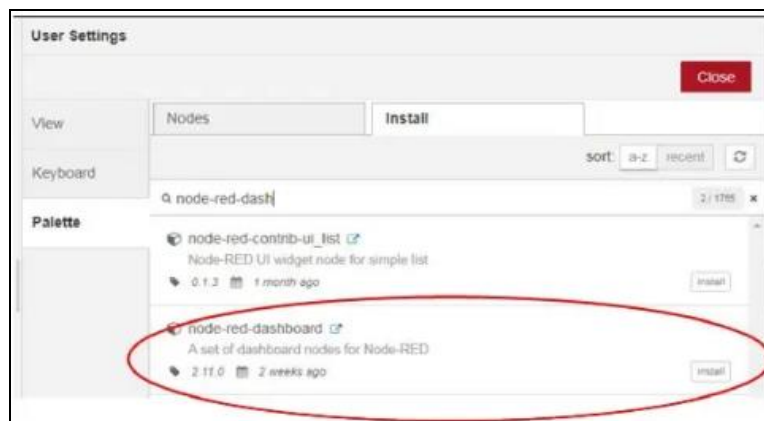 User Settings
Close
View
Nodes
Install
sort: a-z recent
Keyboard
node-red-dash
2 / 1765 x
Palette
node-red-contrib-ui_list
Node-RED UI widget node for simple list
0.1.3 1 month ago
install
node-red-dashboard
A set of dashboard nodes for Node-RED
2.11.0 2 weeks ago
install